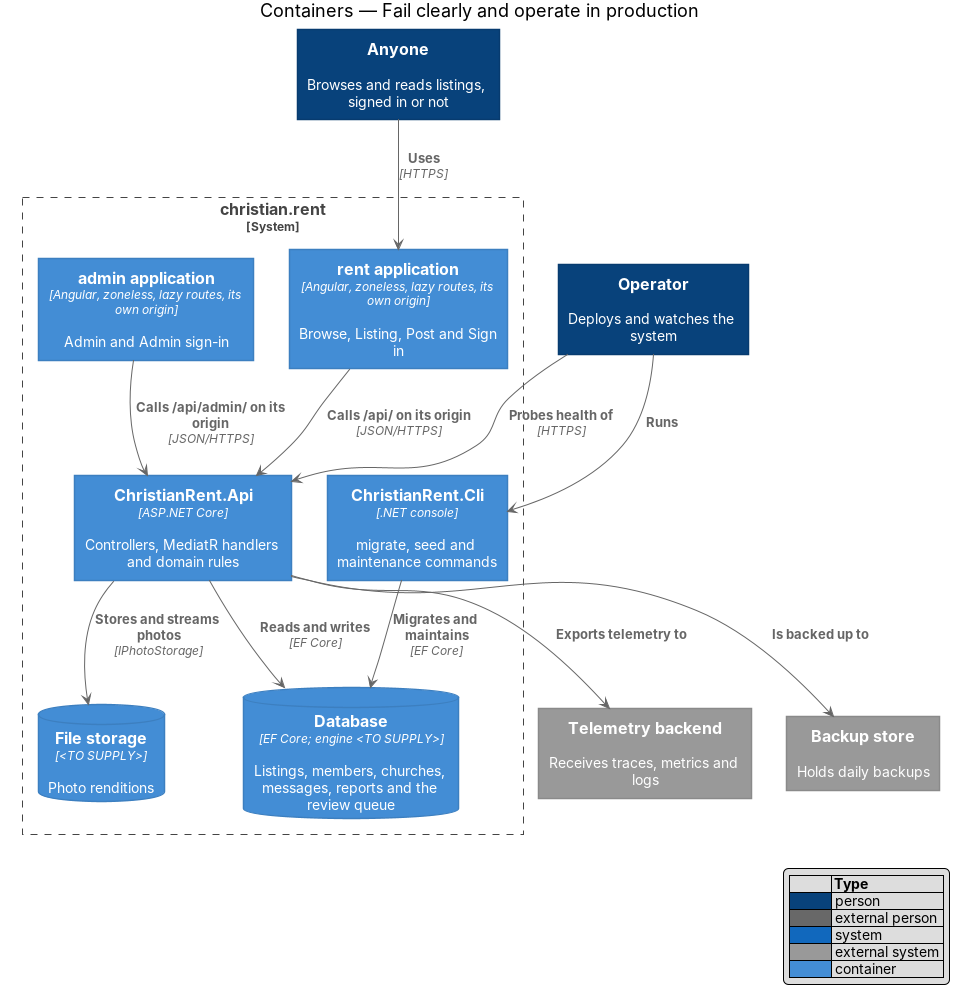 Containers — Fail clearly and operate in production
Anyone
Browses and reads listings,
signed in or not
Uses
[HTTPS]
christian.rent
[System]
admin application
[Angular, zoneless, lazy routes, its
own origin]
Admin and Admin sign-in
rent application
[Angular, zoneless, lazy routes, its
own origin]
Browse, Listing, Post and Sign
in
Operator
Deploys and watches the
system
Calls /api/admin/ on its
origin
[JSON/HTTPS]
Calls /api/ on its origin
[JSON/HTTPS]
Probes health of
[HTTPS]
Runs
ChristianRent.Api
[ASP.NET Core]
Controllers, MediatR handlers
and domain rules
ChristianRent.Cli
[.NET console]
migrate, seed and
maintenance commands
Stores and streams
photos
[IPhotoStorage]
Reads and writes
[EF Core]
Migrates and
maintains
[EF Core]
Exports telemetry to
Is backed up to
File storage
[<TO SUPPLY>]
Photo renditions
Database
[EF Core; engine <TO SUPPLY>]
Listings, members, churches,
messages, reports and the
review queue
Telemetry backend
Receives traces, metrics and
logs
Backup store
Holds daily backups
Type
person
external person
system
external system
container